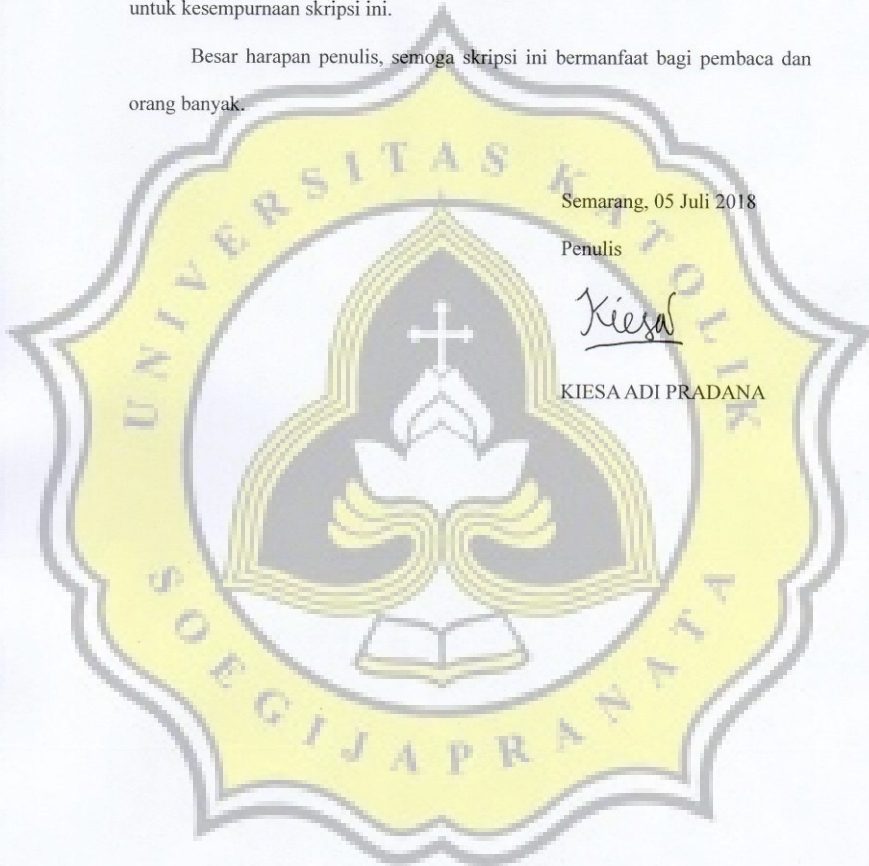 untuk kesempurnaan skripsi ini.
Besar harapan penulis, semoga skripsi ini bermanfaat bagi pembaca dan
orang banyak.
Semarang, 05 Juli 2018
Penulis
Kiesa
KIESA ADI PRADANA
UNIVERSITAS KATOLIK
SOEGIJAPRANATA